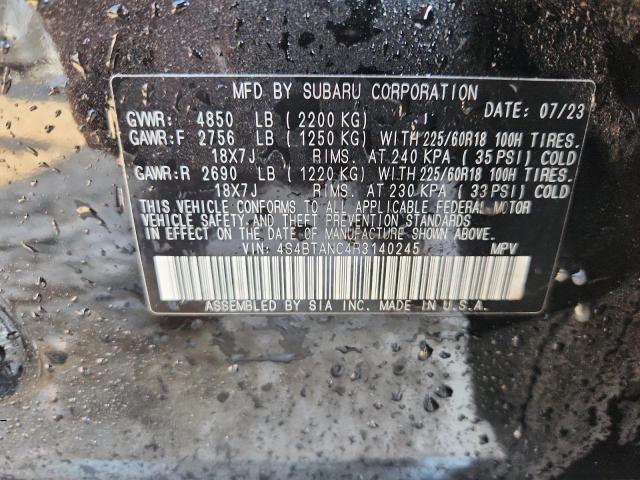 MFD BY SUBARU CORPORATION
DATE: 07/23
GVWR: 4850 LB (2200 KG)
GAWR:F 2756 LB (1250 KG) WITH 225/60R18 100H TIRES.
18X7J RIMS. AT 240 KPA (35 PSI) COLD
GAWR:R 2690 LB (1220 KG) WITH 225/60R18 100H TIRES.
18X7J RIMS. AT 230 KPA (33 PSI) COLD
THIS VEHICLE CONFORMS TO ALL APPLICABLE FEDERAL MOTOR
VEHICLE SAFETY AND THEFT PREVENTION STANDARDS
IN EFFECT ON THE DATE OF MANUFACTURE SHOWN ABOVE.
VIN: 4S4BTANC4R3140245 MPV
ASSEMBLED BY SIA INC. MADE IN U.S.A.